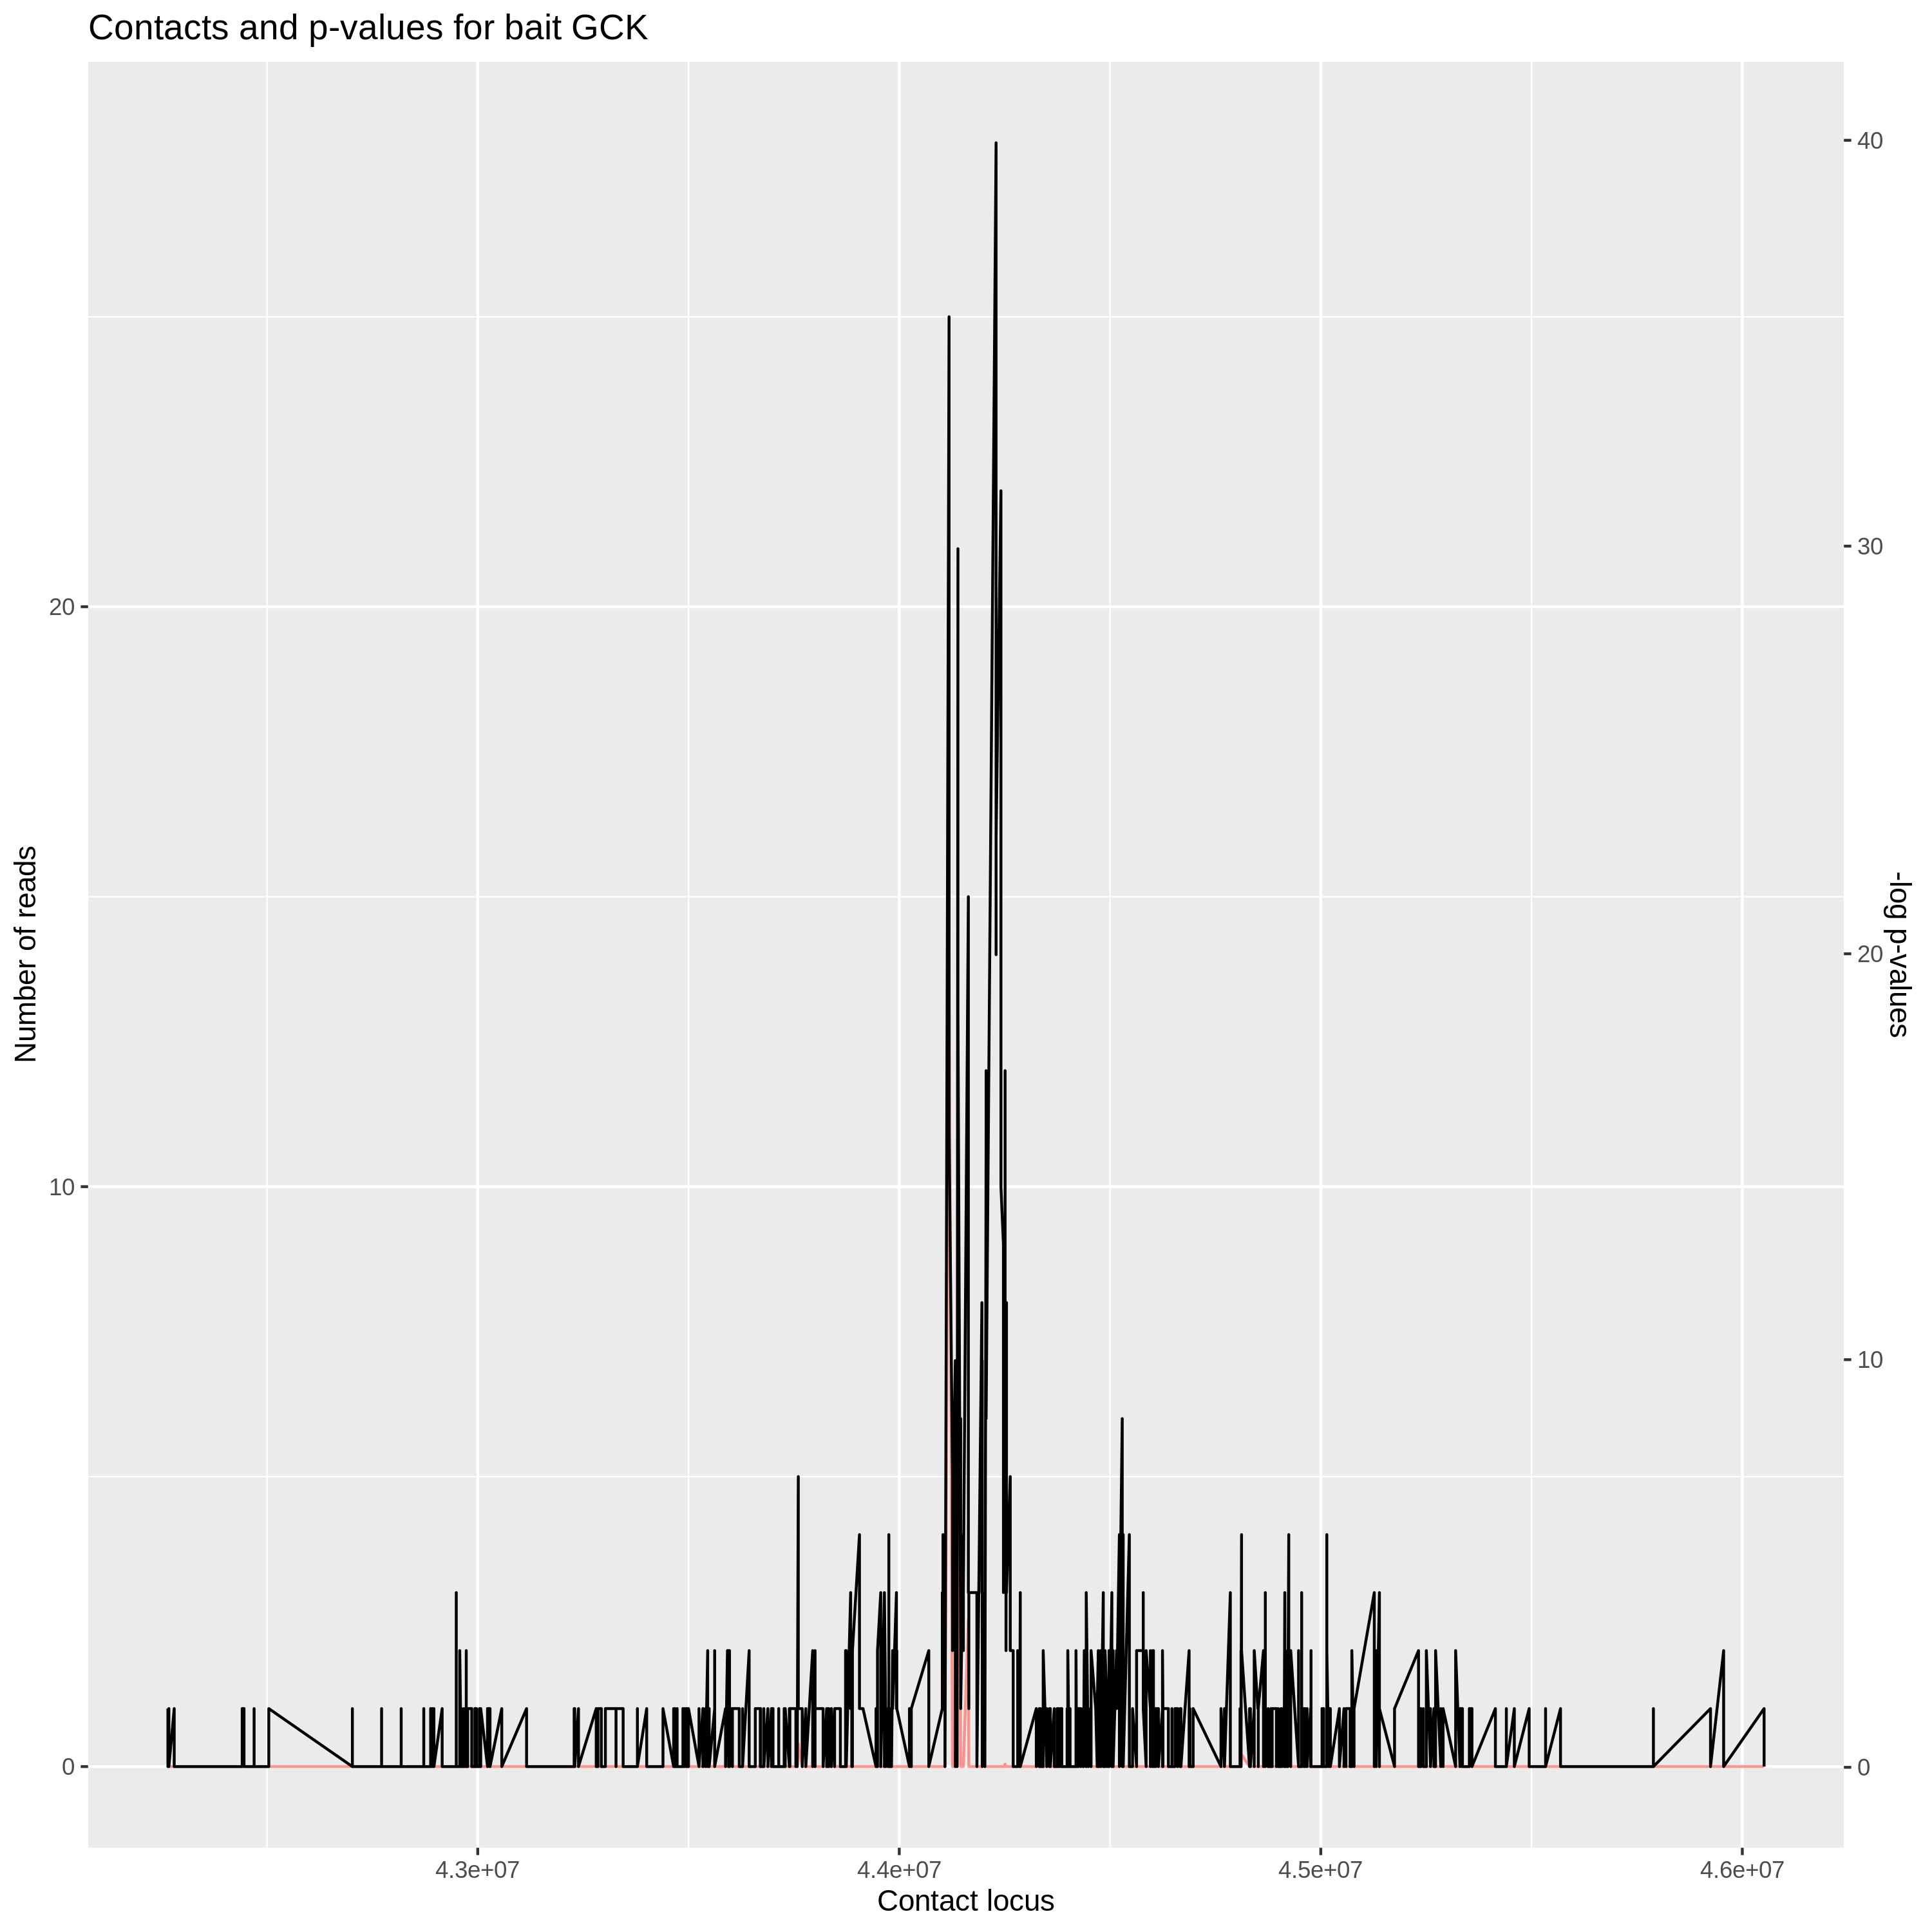 Contacts and p-values for bait GCK
Number of reads
20
10
0
40
30
20
10
0
-log p-values
4.3e+07
4.4e+07
4.5e+07
4.6e+07
Contact locus